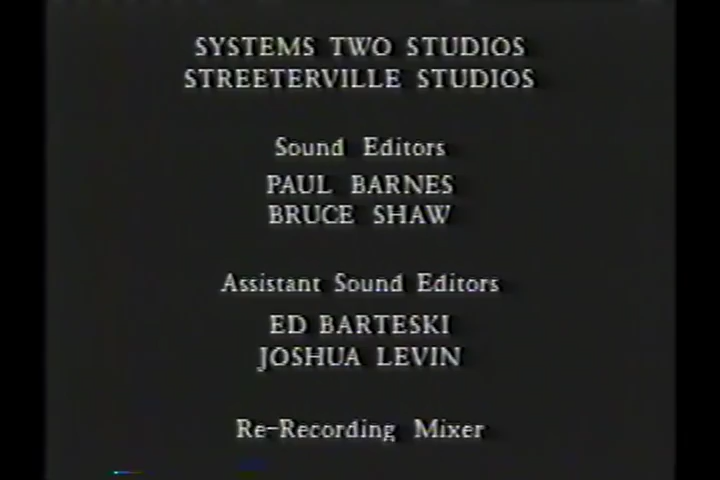 SYSTEMS TWO STUDIOS
STREETERVILLE STUDIOS
Sound Editors
PAUL BARNES
BRUCE SHAW
Assistant Sound Editors
ED BARTESKI
JOSHUA LEVIN
Re-Recording Mixer